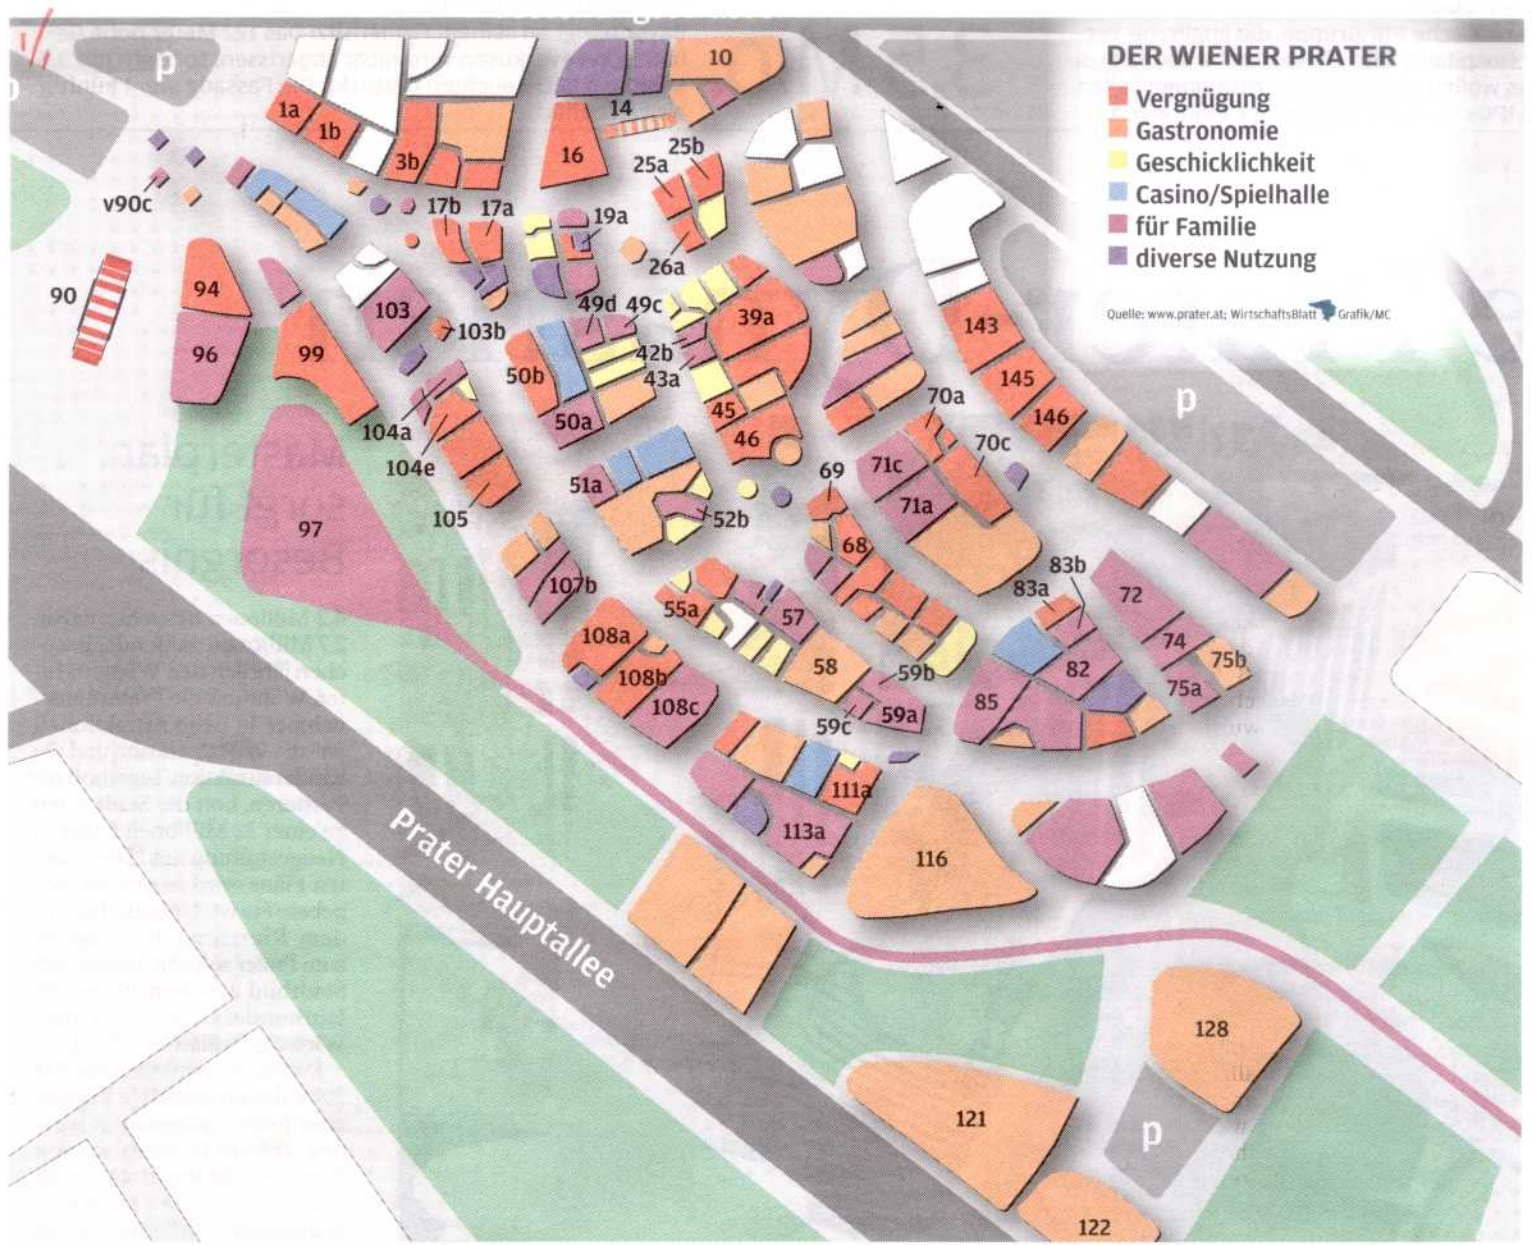 DER WIENER PRATER
Vergnügung
Gastronomie
Geschicklichkeit
Casino/Spielhalle
für Familie
diverse Nutzung
Quelle: www.prater.at; WirtschaftsBlatt Grafik/MC
p
p
10
1a
1b
3b
14
16
25b
25a
v90c
17b
17a
19a
26a
90
94
103
49d
49c
39a
143
96
99
103b
42b
43a
50b
145
p
104a
50a
45
46
70a
146
104e
51a
69
71c
70c
97
105
52b
71a
68
107b
83b
83a
72
55a
57
108a
74
75b
58
59b
82
108b
108c
59c
59a
85
75a
111a
113a
116
Prater Hauptallee
128
121
p
122